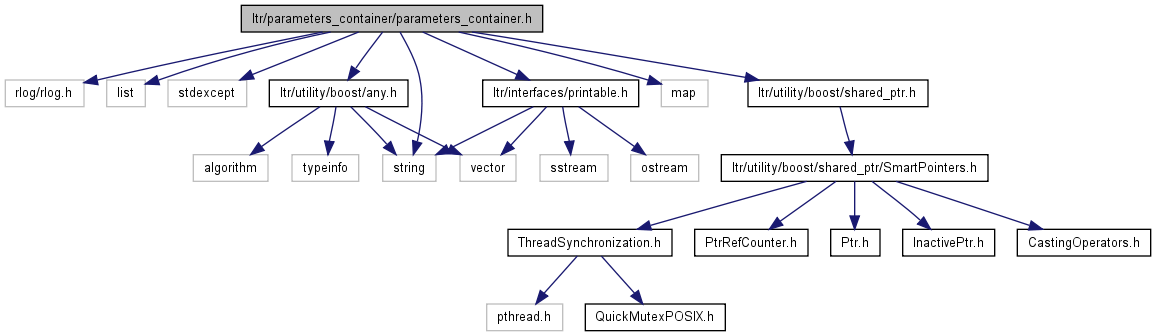 ltr/parameters_container/parameters_container.h
rlog/rlog.h
list
stdexcept
ltr/utility/boost/any.h
ltr/interfaces/printable.h
map
ltr/utility/boost/shared_ptr.h
algorithm
typeinfo
string
vector
sstream
ostream
ltr/utility/boost/shared_ptr/SmartPointers.h
ThreadSynchronization.h
PtrRefCounter.h
Ptr.h
InactivePtr.h
CastingOperators.h
pthread.h
QuickMutexPOSIX.h